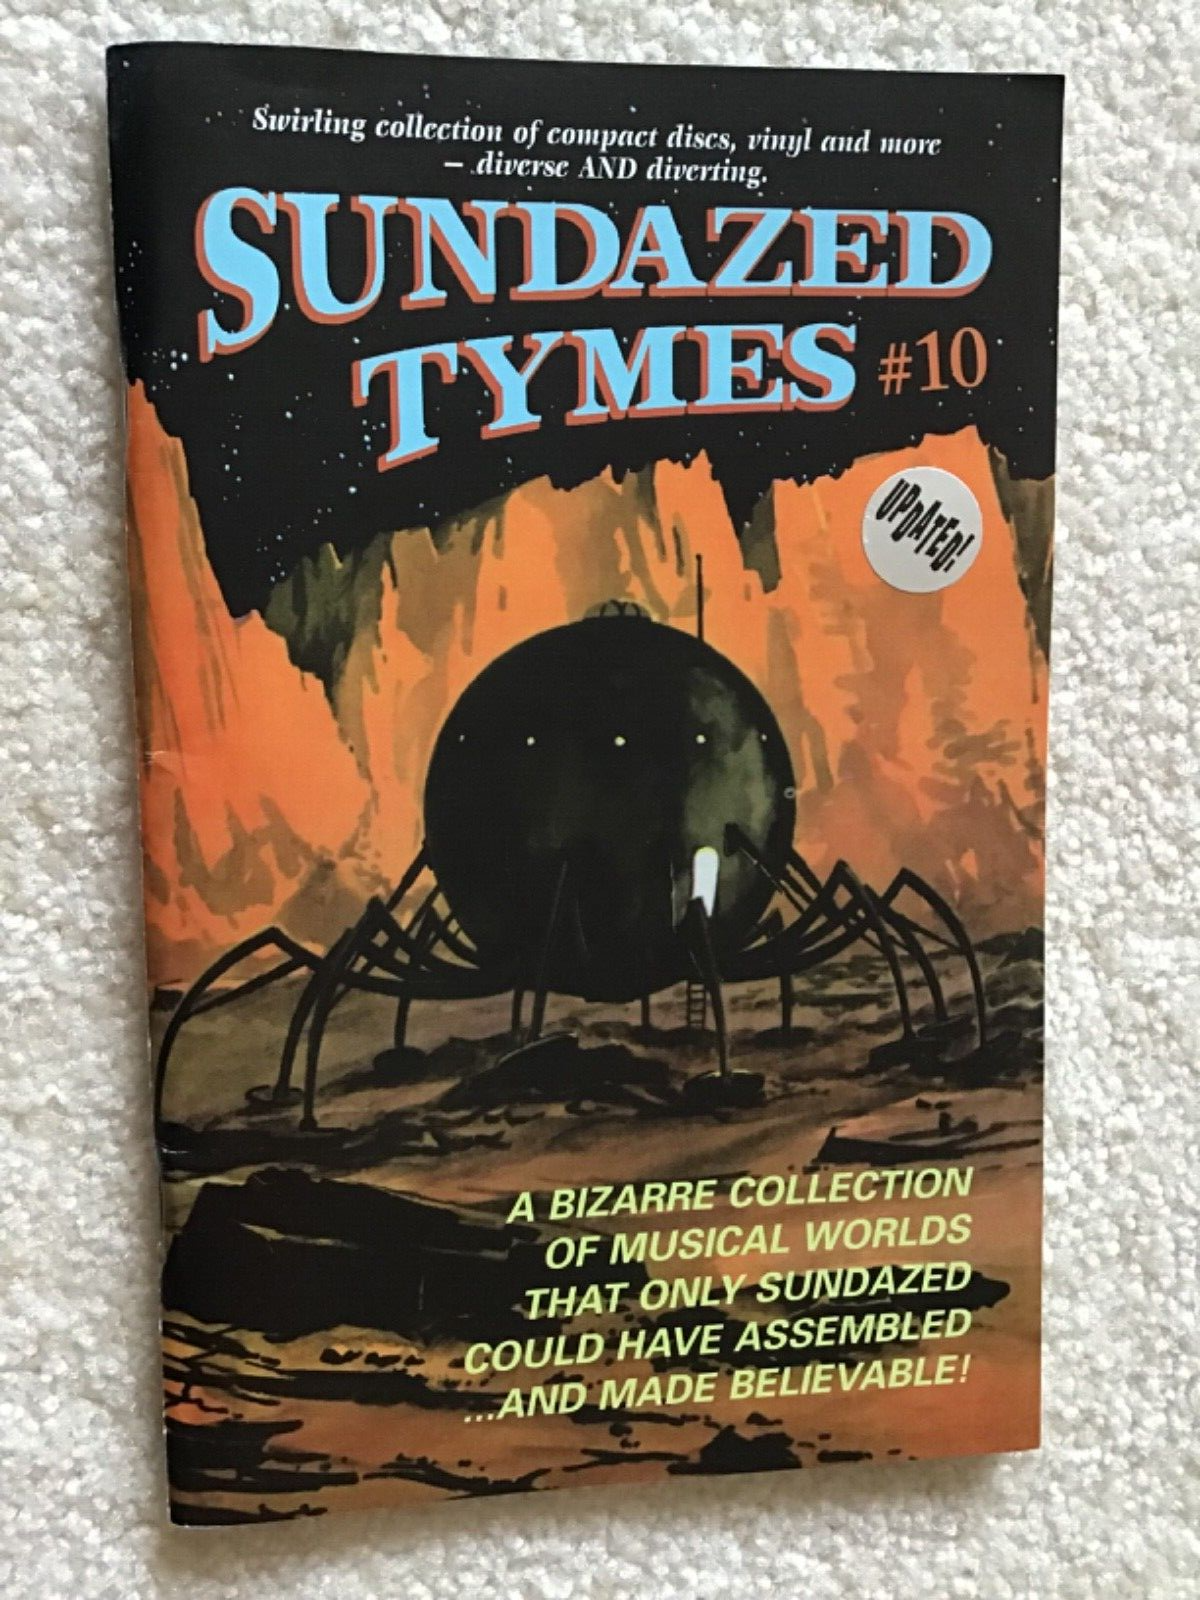 Swirling collection of compact discs, vinyl and more
– diverse AND diverting.
SUNDAZED
TYMES #10
UPDATED!
A BIZARRE COLLECTION
OF MUSICAL WORLDS
THAT ONLY SUNDAZED
COULD HAVE ASSEMBLED
...AND MADE BELIEVABLE!